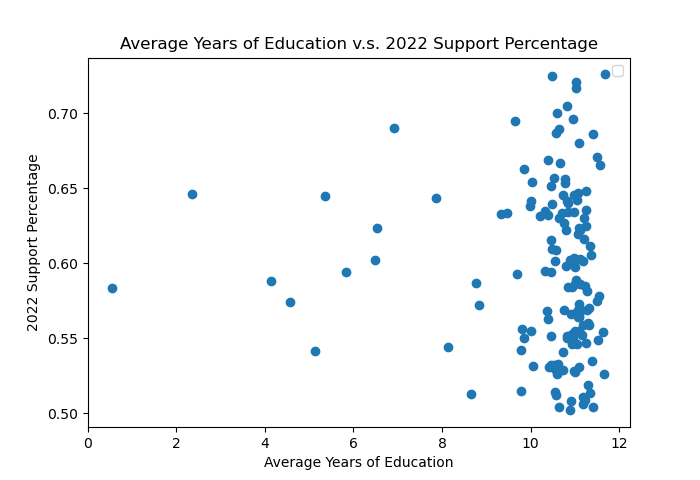 Average Years of Education v.s. 2022 Support Percentage
0.70
0.65
0.60
0.55
0.50
2022 Support Percentage
0 2 4 6 8 10 12
Average Years of Education